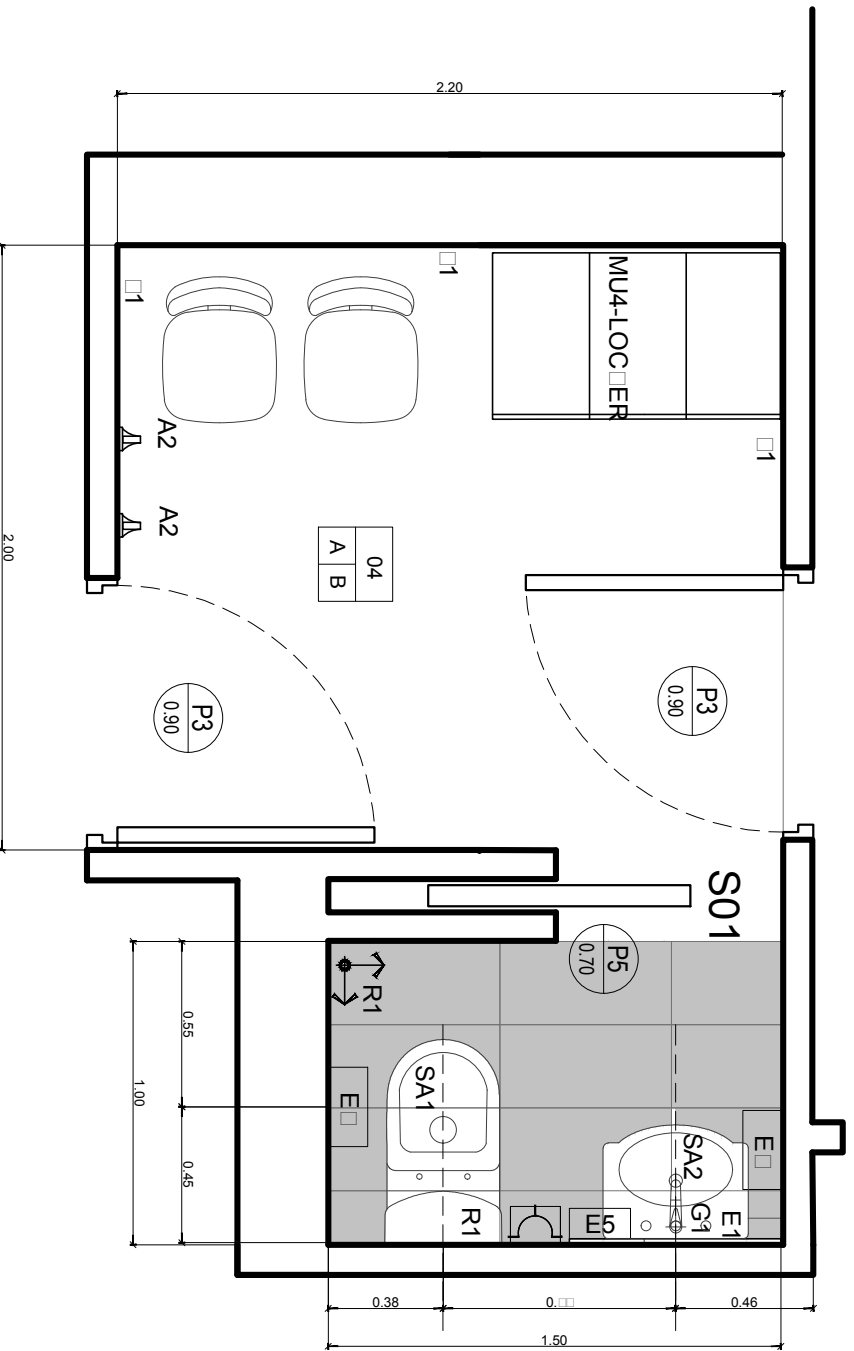 2.20
MU4-LOC□ER
□1
□1
□1
A2
A2
04
A
B
2.00
P3
0.90
P3
0.90
S01
P5
0.70
R1
0.55
1.00
0.45
SA1
E□
SA2
E□
R1
E5
G1
E1
0.38
0.□□
0.46
1.50